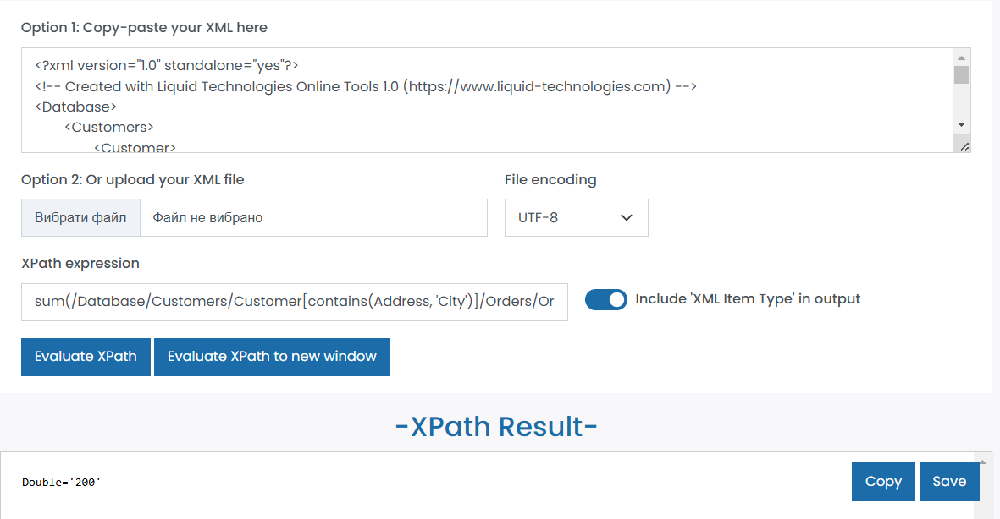 Option 1: Copy-paste your XML here
<?xml version="1.0" standalone="yes"?>
<!-- Created with Liquid Technologies Online Tools 1.0 (https://www.liquid-technologies.com) -->
<Database>
<Customers>
<Customer>
Option 2: Or upload your XML file
File encoding
Вибрати файл Файл не вибрано
UTF-8
XPath expression
sum(/Database/Customers/Customer[contains(Address, 'City')]/Orders/Or
Include 'XML Item Type' in output
Evaluate XPath
Evaluate XPath to new window
-XPath Result-
Double='200'
Copy
Save